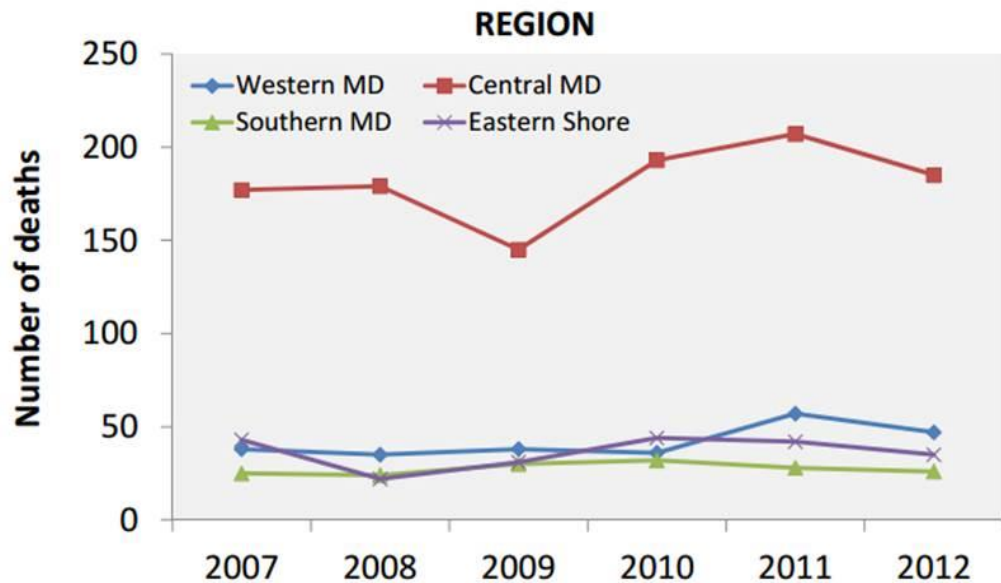 REGION
250
200
150
100
50
0
Number of deaths
Western MD
Central MD
Southern MD
Eastern Shore
2007 2008 2009 2010 2011 2012